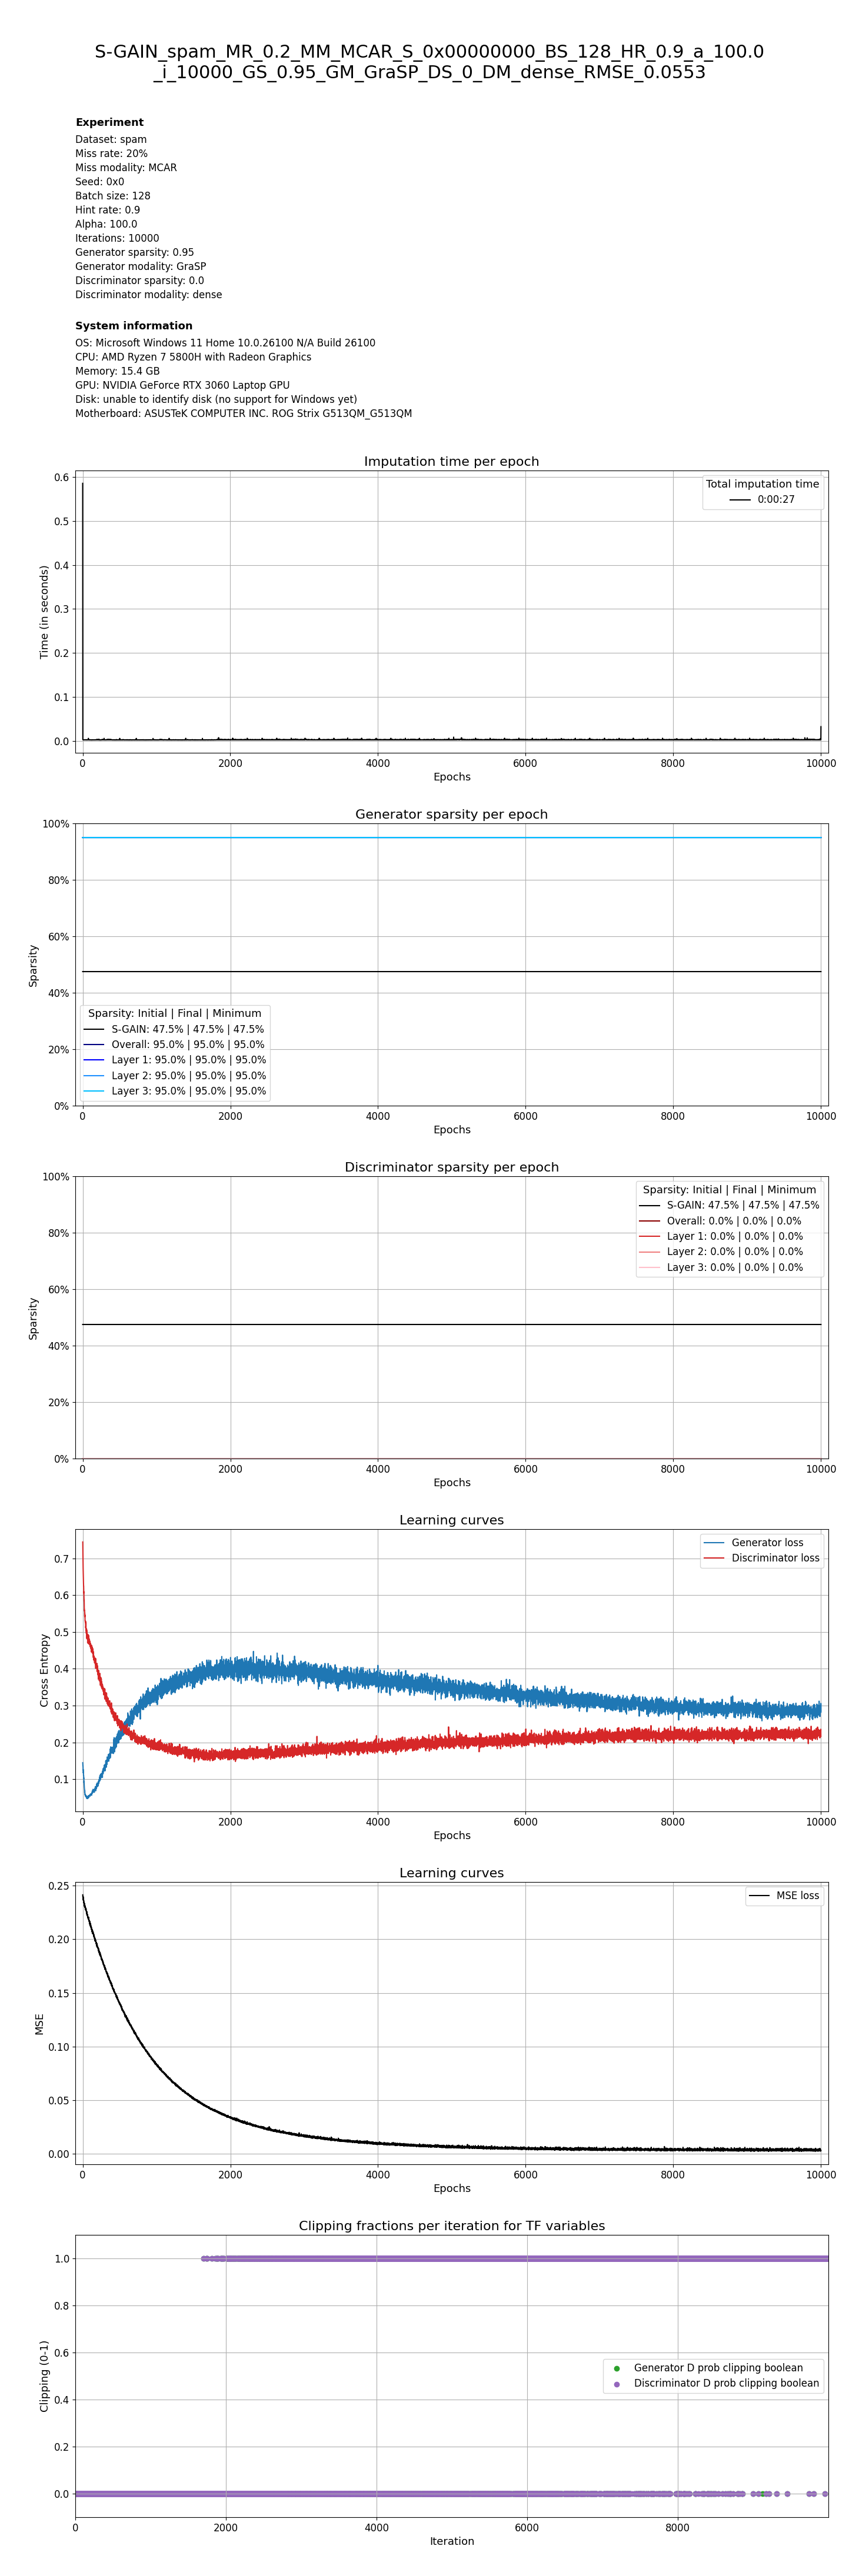 S-GAIN_spam_MR_0.2_MM_MCAR_S_0x00000000_BS_128_HR_0.9_a_100.0
_i_10000_GS_0.95_GM_GraSP_DS_0_DM_dense_RMSE_0.0553
Experiment
Dataset: spam
Miss rate: 20%
Miss modality: MCAR
Seed: 0x0
Batch size: 128
Hint rate: 0.9
Alpha: 100.0
Iterations: 10000
Generator sparsity: 0.95
Generator modality: GraSP
Discriminator sparsity: 0.0
Discriminator modality: dense
System information
OS: Microsoft Windows 11 Home 10.0.26100 N/A Build 26100
CPU: AMD Ryzen 7 5800H with Radeon Graphics
Memory: 15.4 GB
GPU: NVIDIA GeForce RTX 3060 Laptop GPU
Disk: unable to identify disk (no support for Windows yet)
Motherboard: ASUSTeK COMPUTER INC. ROG Strix G513QM_G513QM
Imputation time per epoch
Total imputation time
0:00:27
0.6
0.5
0.4
0.3
0.2
0.1
0.0
Time (in seconds)
0 2000 4000 6000 8000 10000
Epochs
Generator sparsity per epoch
100%
80%
60%
40%
20%
0%
Sparsity
Sparsity: Initial | Final | Minimum
S-GAIN: 47.5% | 47.5% | 47.5%
Overall: 95.0% | 95.0% | 95.0%
Layer 1: 95.0% | 95.0% | 95.0%
Layer 2: 95.0% | 95.0% | 95.0%
Layer 3: 95.0% | 95.0% | 95.0%
0 2000 4000 6000 8000 10000
Epochs
Discriminator sparsity per epoch
100%
80%
60%
40%
20%
0%
Sparsity
Sparsity: Initial | Final | Minimum
S-GAIN: 47.5% | 47.5% | 47.5%
Overall: 0.0% | 0.0% | 0.0%
Layer 1: 0.0% | 0.0% | 0.0%
Layer 2: 0.0% | 0.0% | 0.0%
Layer 3: 0.0% | 0.0% | 0.0%
0 2000 4000 6000 8000 10000
Epochs
Learning curves
Generator loss
Discriminator loss
0.7
0.6
0.5
0.4
0.3
0.2
0.1
Cross Entropy
0 2000 4000 6000 8000 10000
Epochs
Learning curves
MSE loss
0.25
0.20
0.15
0.10
0.05
0.00
MSE
0 2000 4000 6000 8000 10000
Epochs
Clipping fractions per iteration for TF variables
1.0
0.8
0.6
0.4
0.2
0.0
Clipping (0-1)
Generator D prob clipping boolean
Discriminator D prob clipping boolean
0 2000 4000 6000 8000
Iteration